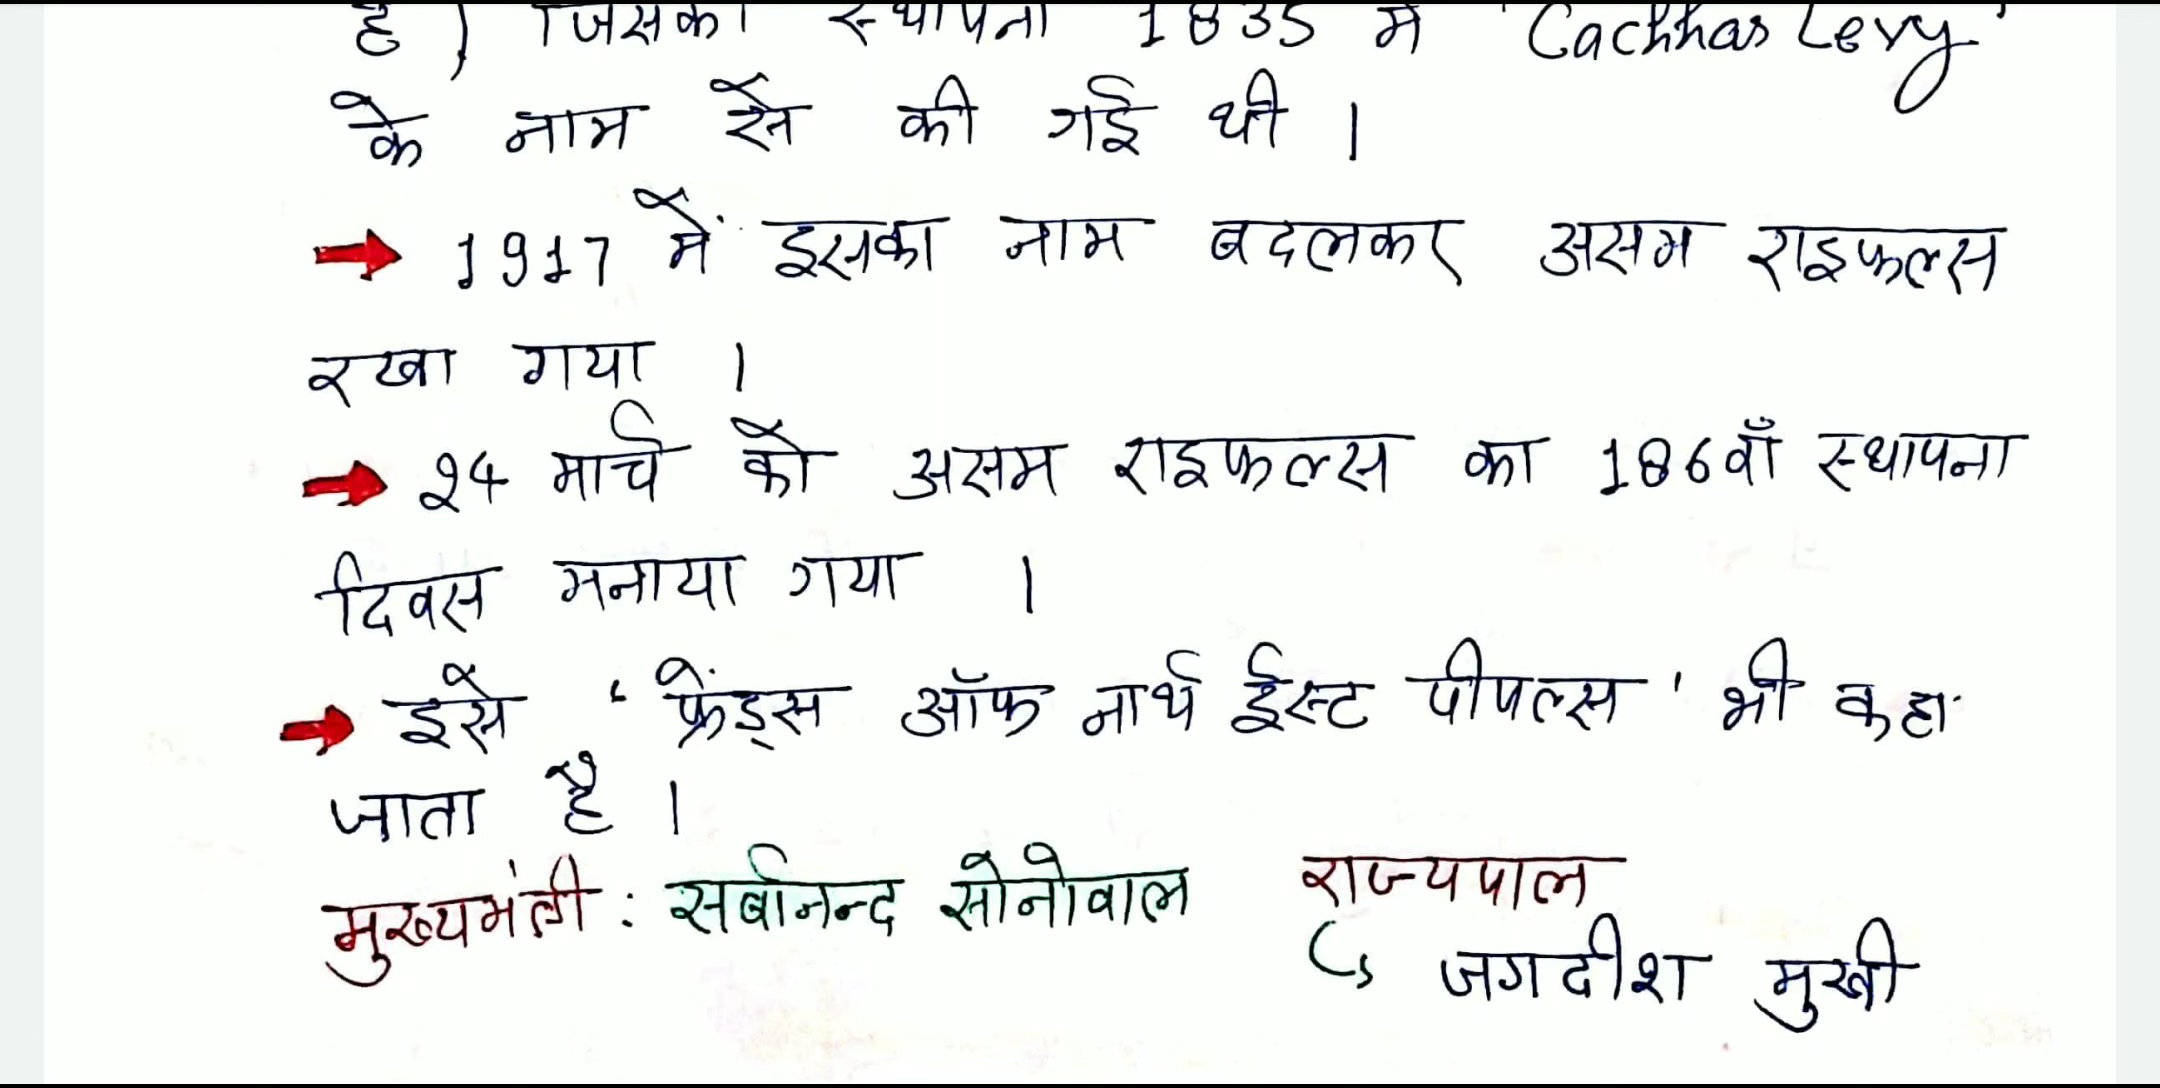 है, जिसकी स्थापना 1835 में 'Cachhar Levy'
के नाम से की गई थी ।
→ 1917 में इसका नाम बदलकर असम राइफल्स
रखा गया ।
→ 24 मार्च को असम राइफल्स का 186वाँ स्थापना
दिवस मनाया गया ।
→ इसे 'फ्रेंड्स ऑफ नार्थ ईस्ट पीपल्स' भी कहा
जाता है ।
मुख्यमंत्री : सर्बानन्द सोनोवाल राज्यपाल
↳ जगदीश मुखी